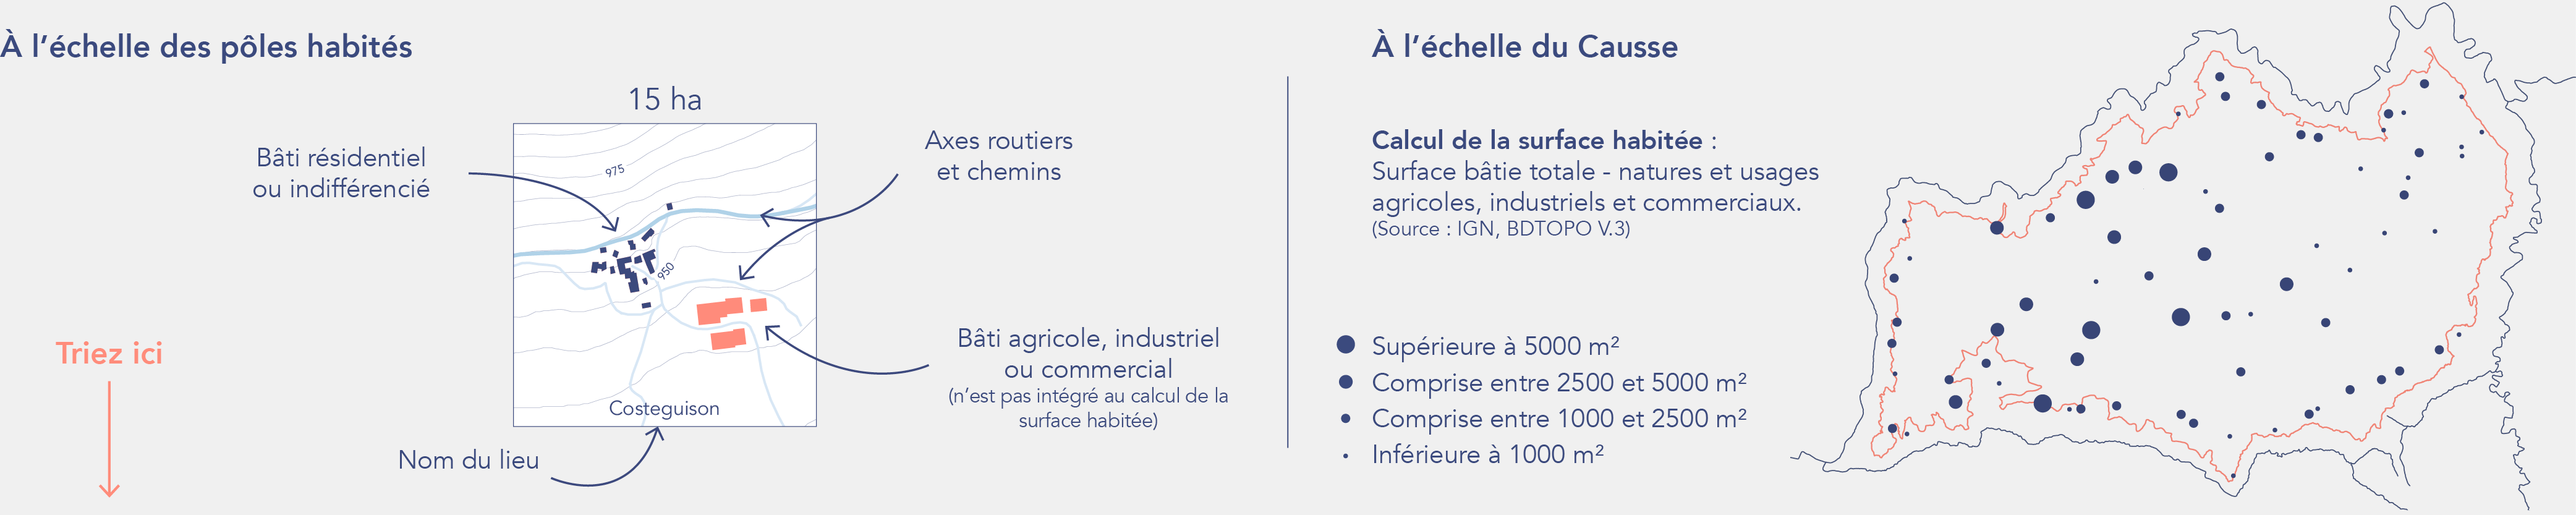 À l’échelle des pôles habités
15 ha
Bâti résidentiel
ou indifférencié
Axes routiers
et chemins
975
950
Bâti agricole, industriel
ou commercial
(n’est pas intégré au calcul de la
surface habitée)
Costeguison
Nom du lieu
Triez ici
À l’échelle du Causse
Calcul de la surface habitée :
Surface bâtie totale - natures et usages
agricoles, industriels et commerciaux.
(Source : IGN, BDTOPO V.3)
Supérieure à 5000 m²
Comprise entre 2500 et 5000 m²
Comprise entre 1000 et 2500 m²
Inférieure à 1000 m²